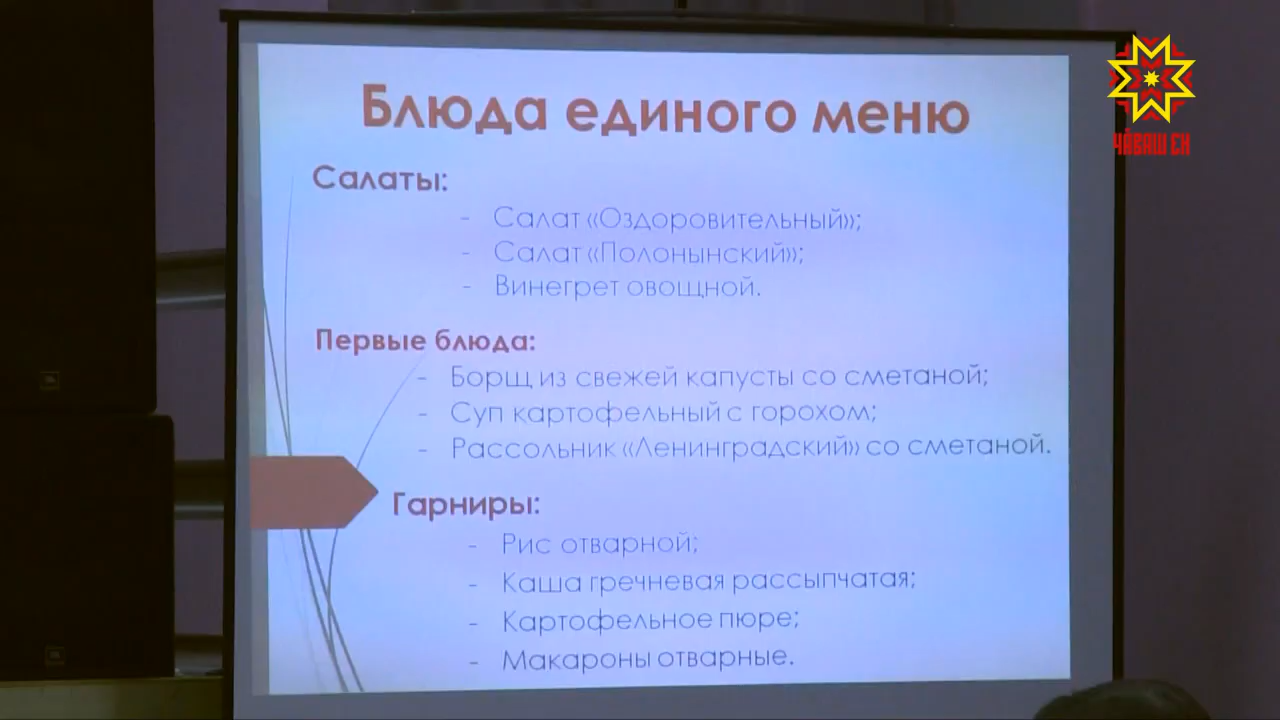 Блюда единого меню
ЧӐВАШ ЕН
Салаты:
- Салат «Оздоровительный»;
- Салат «Полонынский»;
- Винегрет овощной.
Первые блюда:
- Борщ из свежей капусты со сметаной;
- Суп картофельный с горохом;
- Рассольник «Ленинградский» со сметаной.
Гарниры:
- Рис отварной;
- Каша гречневая рассыпчатая;
- Картофельное пюре;
- Макароны отварные.